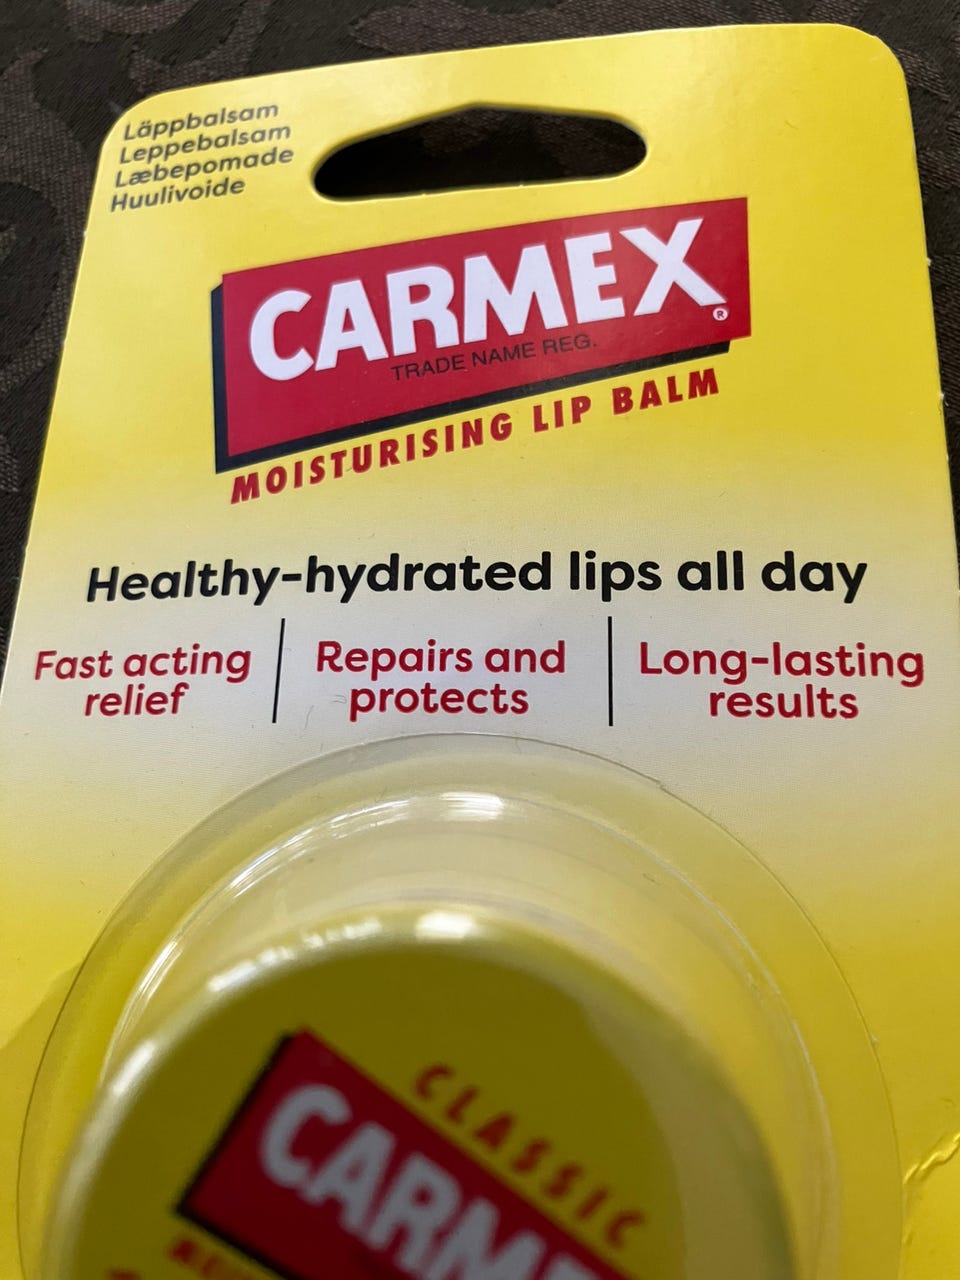 Läppbalsam
Leppebalsam
Læbepomade
Huulivoide
CARMEX®
TRADE NAME REG.
MOISTURISING LIP BALM
Healthy-hydrated lips all day
Fast acting
relief
Repairs and
protects
Long-lasting
results
CLASSIC
CARM